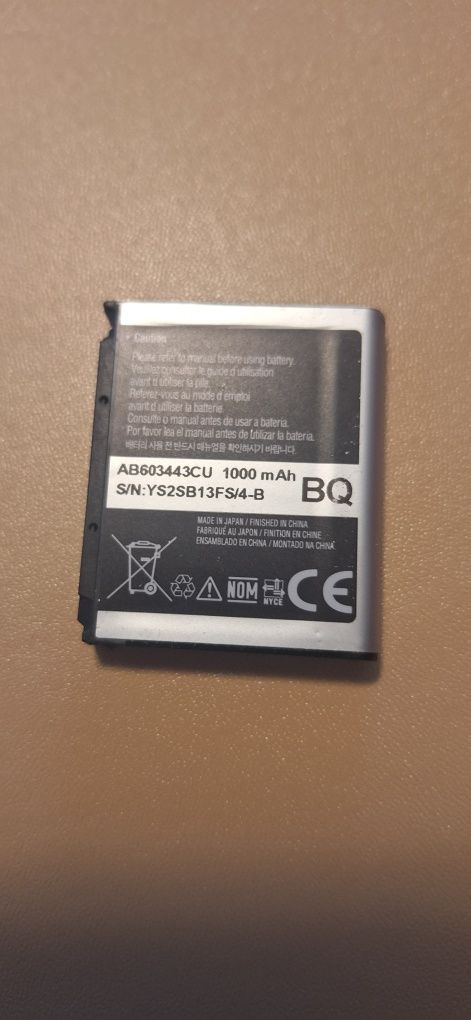 • Caution
Please refer to manual before using battery.
Veuillez consulter le guide d'utilisation
avant d'utiliser la pile.
Referez-vous au mode d'emploi
avant d'utiliser la batterie.
Consulte o manual antes de usar a bateria.
Por favor lea el manual antes de utilizar la batería.
배터리 사용 전 반드시 매뉴얼을 확인하기 바랍니다.
AB603443CU 1000 mAh
S/N:YS2SB13FS/4-B
BQ
MADE IN JAPAN / FINISHED IN CHINA
FABRIQUÉ AU JAPON / FINITION EN CHINE
ENSAMBLADO EN CHINA / MONTADO NA CHINA
NOM
NYCE
CE